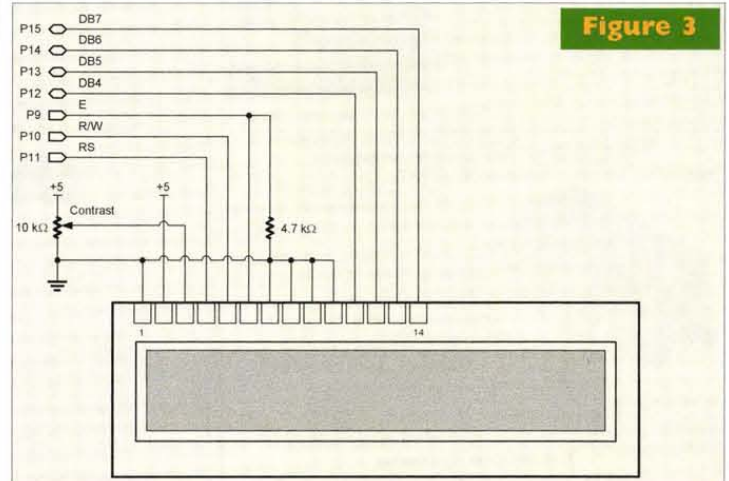 Figure 3
P15 DB7
P14 DB6
P13 DB5
P12 DB4
P9 E
P10 R/W
P11 RS
+5 +5
Contrast
10 kΩ
4.7 kΩ
1 14